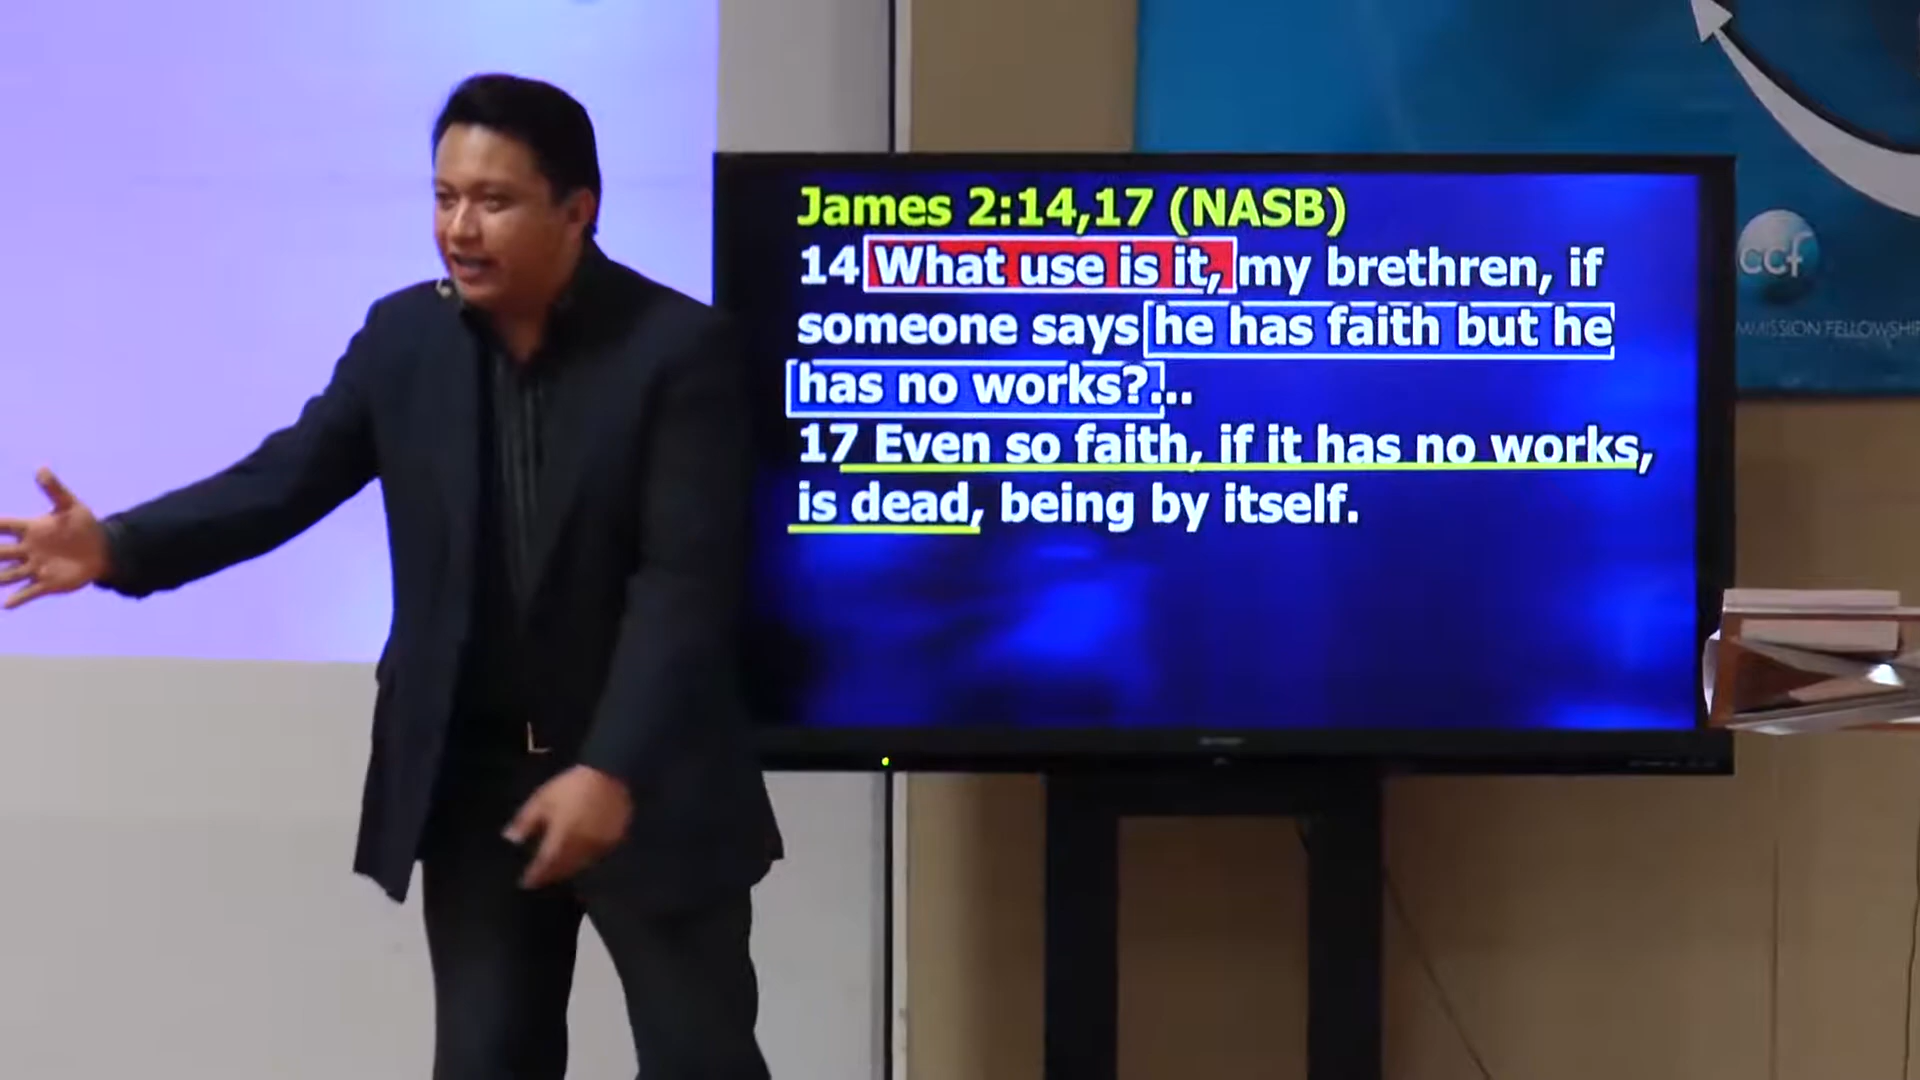 James 2:14,17 (NASB)
14 What use is it, my brethren, if
someone says he has faith but he
has no works?...
17 Even so faith, if it has no works,
is dead, being by itself.
ccf
MMISSION FELLOWSHIP